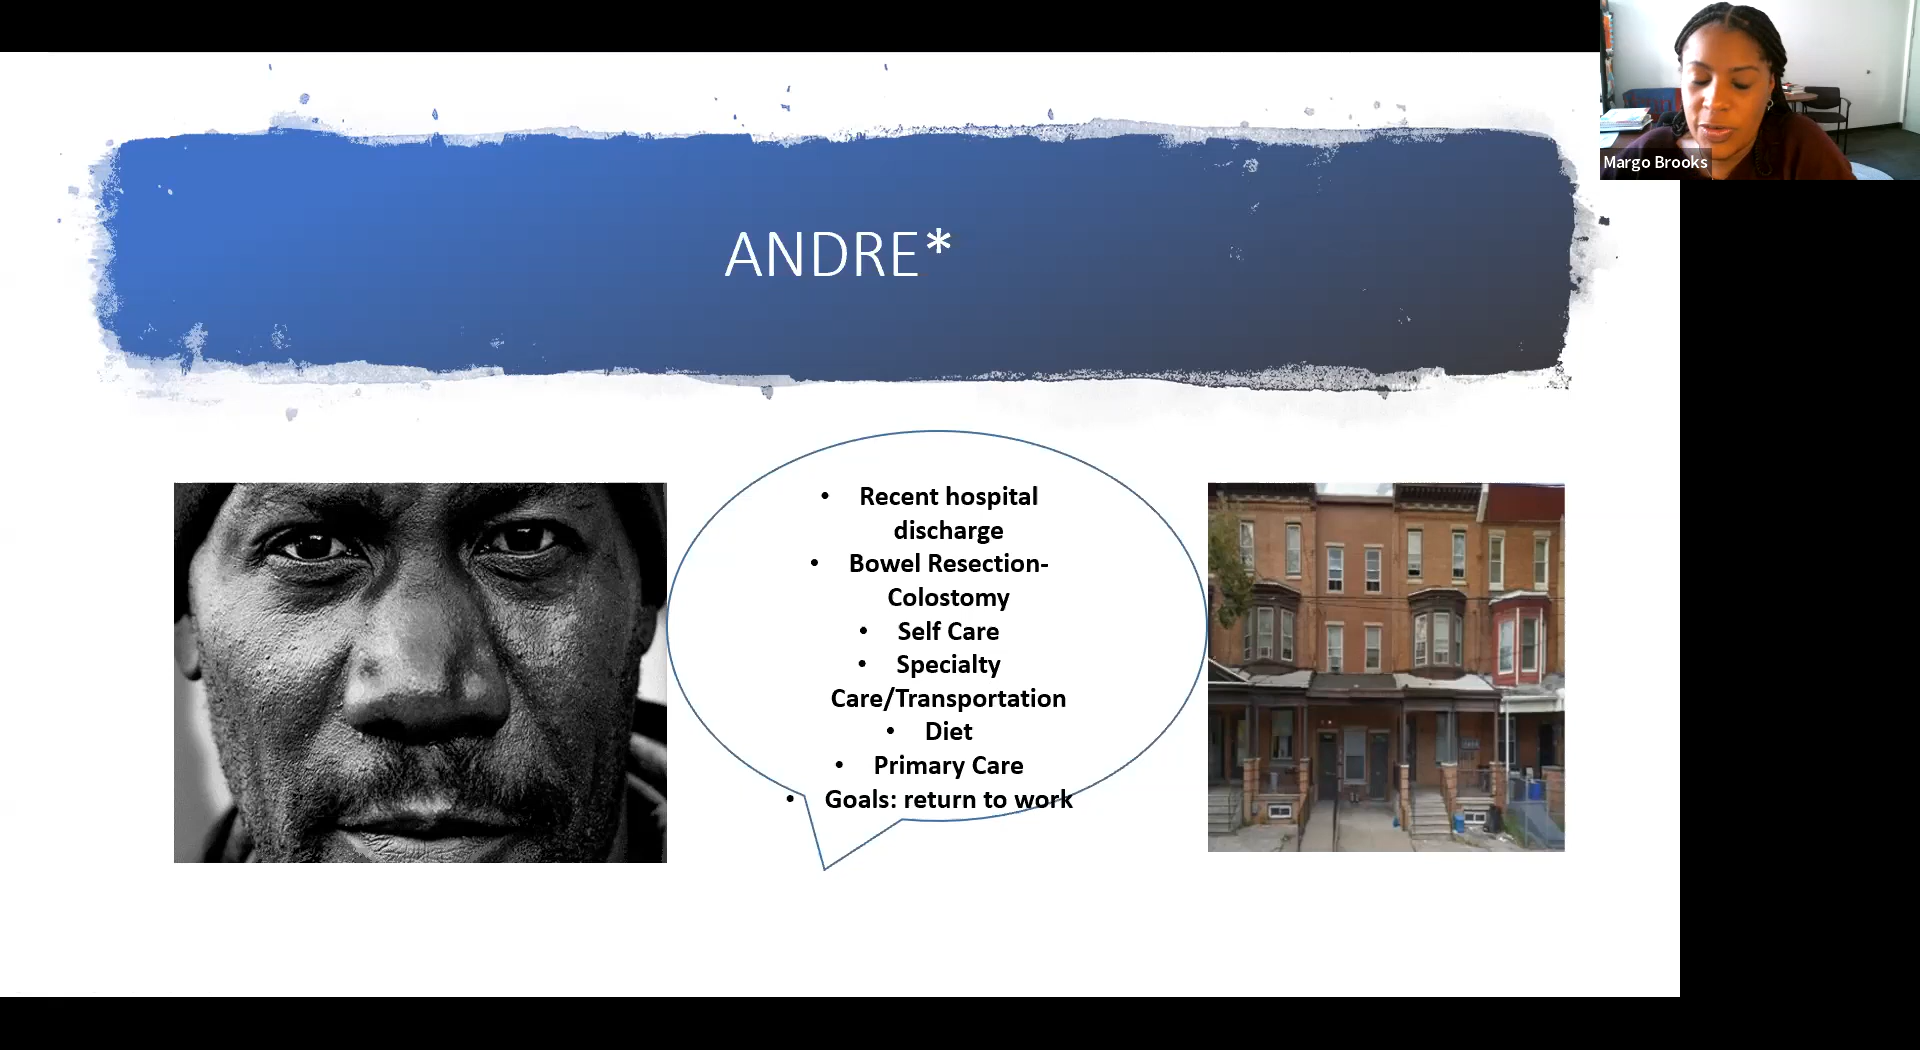 Margo Brooks
ANDRE*
• Recent hospital
discharge
• Bowel Resection-
Colostomy
• Self Care
• Specialty
Care/Transportation
• Diet
• Primary Care
• Goals: return to work